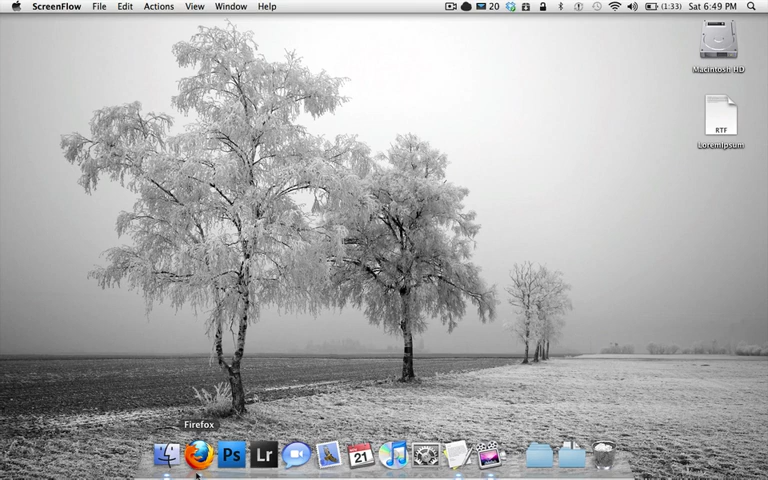 ScreenFlow File Edit Actions View Window Help 20 (1:33) Sat 6:49 PM
Macintosh HD
RTF
LoremIpsum
Firefox
Ps Lr 21